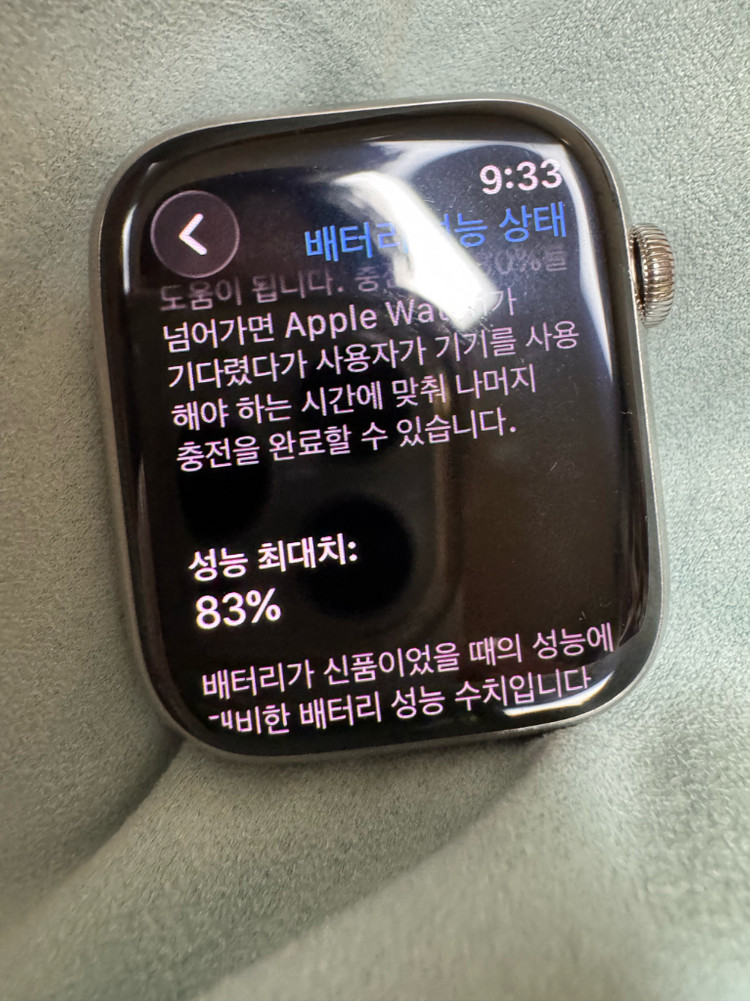 9:33
배터리 성능 상태
도움이 됩니다. 80%를
넘어가면 Apple Watch가
기다렸다가 사용자가 기기를 사용
해야 하는 시간에 맞춰 나머지
충전을 완료할 수 있습니다.
성능 최대치:
83%
배터리가 신품이었을 때의 성능에
대비한 배터리 성능 수치입니다